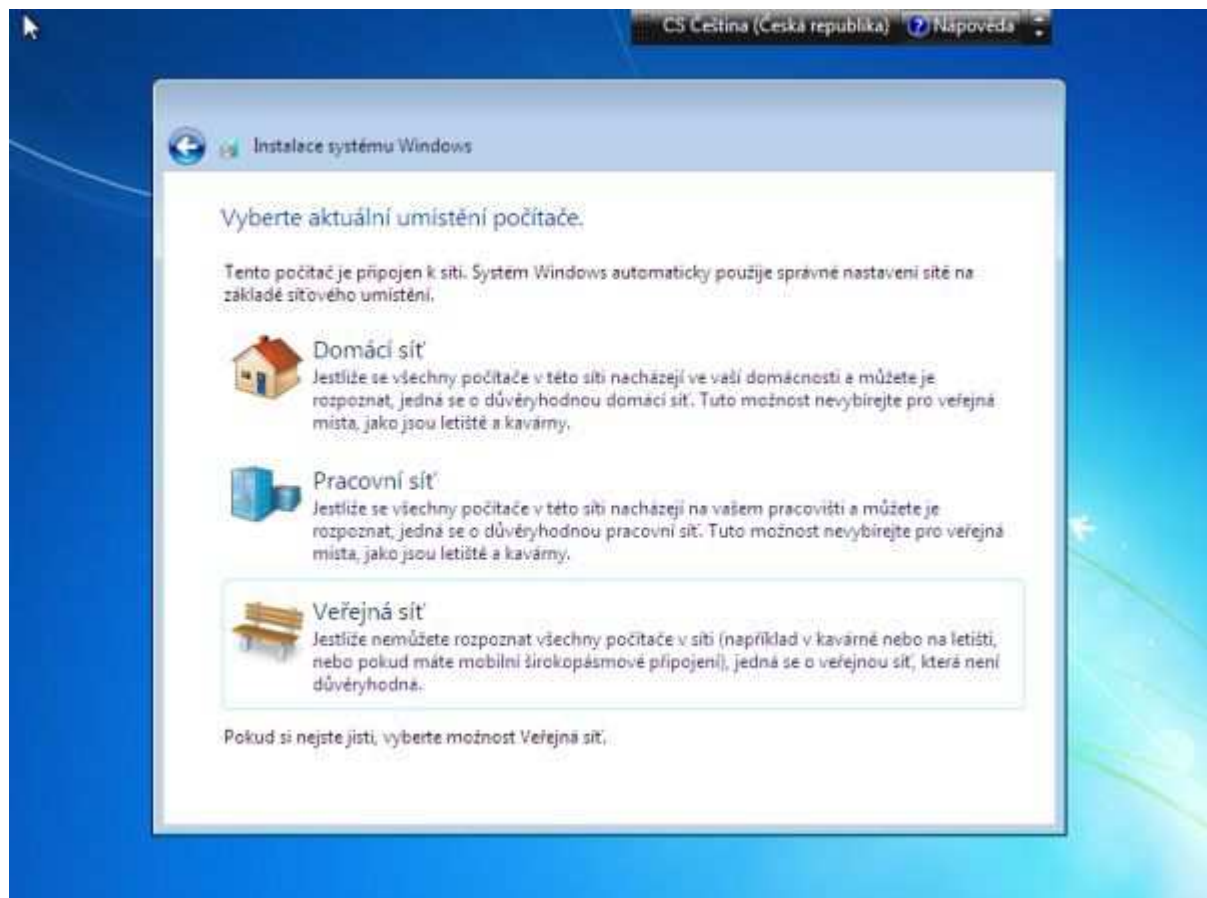 CS Čeština (Česká republika) Nápověda
Instalace systému Windows
Vyberte aktuální umístění počítače.
Tento počítač je připojen k síti. Systém Windows automaticky použije správné nastavení sítě na
základě síťového umístění.
Domácí síť
Jestliže se všechny počítače v této síti nacházejí ve vaší domácnosti a můžete je
rozpoznat, jedná se o důvěryhodnou domácí síť. Tuto možnost nevybírejte pro veřejná
místa, jako jsou letiště a kavárny.
Pracovní síť
Jestliže se všechny počítače v této síti nacházejí na vašem pracovišti a můžete je
rozpoznat, jedná se o důvěryhodnou pracovní síť. Tuto možnost nevybírejte pro veřejná
místa, jako jsou letiště a kavárny.
Veřejná síť
Jestliže nemůžete rozpoznat všechny počítače v síti (například v kavárně nebo na letišti,
nebo pokud máte mobilní širokopásmové připojení), jedná se o veřejnou síť, která není
důvěryhodná.
Pokud si nejste jisti, vyberte možnost Veřejná síť.